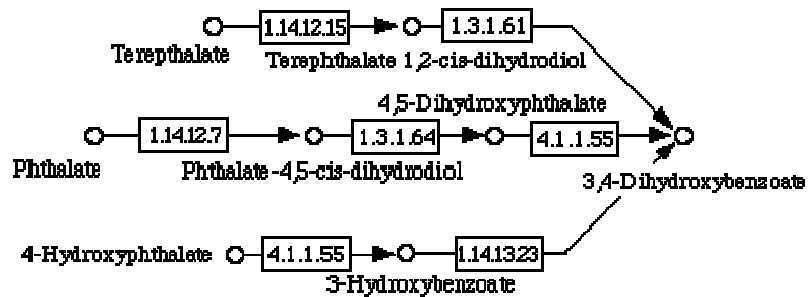 1.14.12.15 1.3.1.61
Terepthalate Terephthalate 1,2-cis-dihydrodiol
4,5-Dihydroxyphthalate
1.14.12.7 1.3.1.64 4.1.1.55
Phthalate Phthalate-4,5-cis-dihydrodiol
3,4-Dihydroxybenzoate
4-Hydroxyphthalate 4.1.1.55 1.14.13.23
3-Hydroxybenzoate